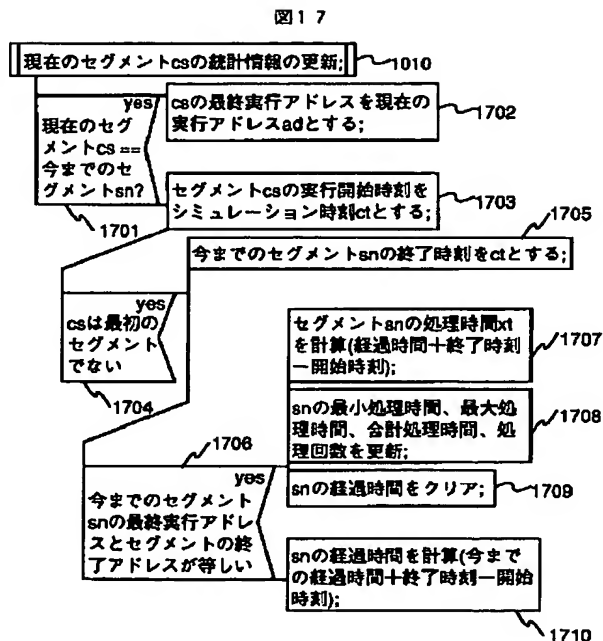 図17
現在のセグメントcsの統計情報の更新;
1010
yes
現在のセグ
メントcs==
今までのセ
グメントsn?
1701
csの最終実行アドレスを現在の
実行アドレスadとする;
1702
セグメントcsの実行開始時刻を
シミュレーション時刻ctとする;
1703
1705
今までのセグメントsnの終了時刻をctとする;
yes
csは最初の
セグメント
でない
1704
セグメントsnの処理時間xt
を計算(経過時間+終了時刻
ー開始時刻);
1707
snの最小処理時間、最大処
理時間、合計処理時間、処
理回数を更新;
1708
1706
yes
今までのセグメント
snの最終実行アドレ
スとセグメントの終
了アドレスが等しい
snの経過時間をクリア;
1709
snの経過時間を計算(今まで
の経過時間+終了時刻ー開始
時刻);
1710